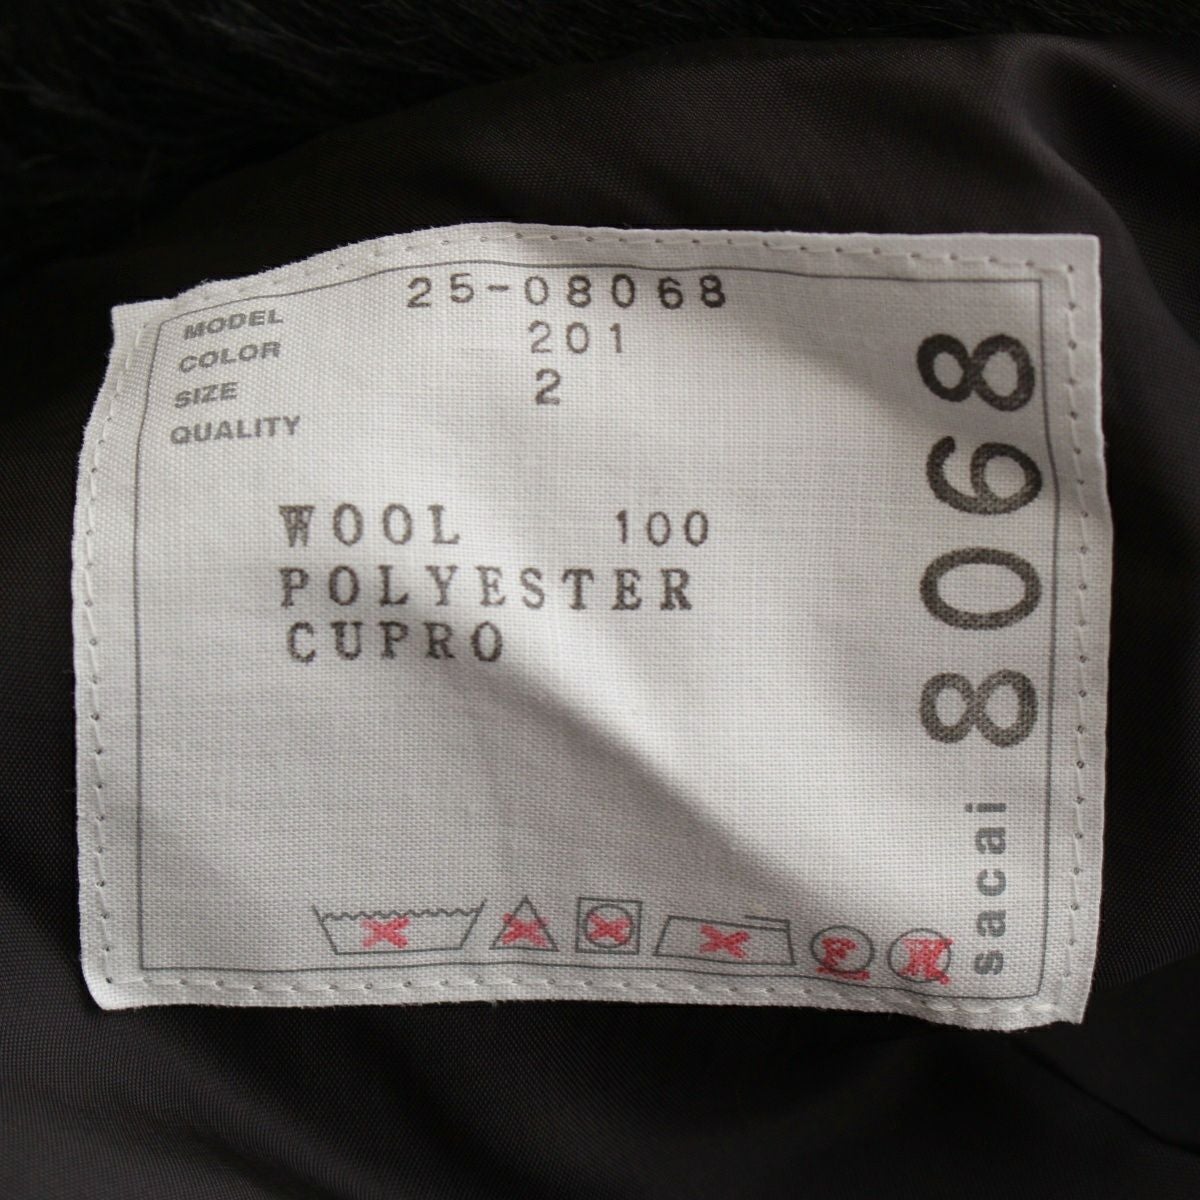 MODEL 25-08068
COLOR 201
SIZE 2
QUALITY
WOOL 100
POLYESTER
CUPRO
F
W
sacai 8068